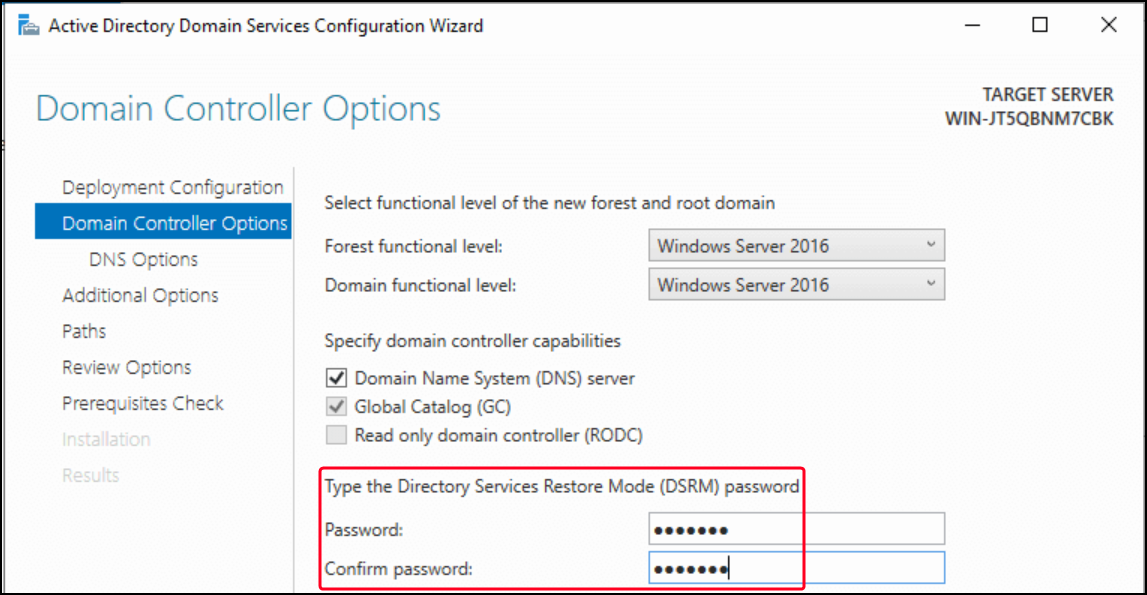 Active Directory Domain Services Configuration Wizard
Domain Controller Options
TARGET SERVER
WIN-JT5QBNM7CBK
Deployment Configuration
Domain Controller Options
DNS Options
Additional Options
Paths
Review Options
Prerequisites Check
Installation
Results
Select functional level of the new forest and root domain
Forest functional level: Windows Server 2016
Domain functional level: Windows Server 2016
Specify domain controller capabilities
Domain Name System (DNS) server
Global Catalog (GC)
Read only domain controller (RODC)
Type the Directory Services Restore Mode (DSRM) password
Password: •••••••
Confirm password: •••••••